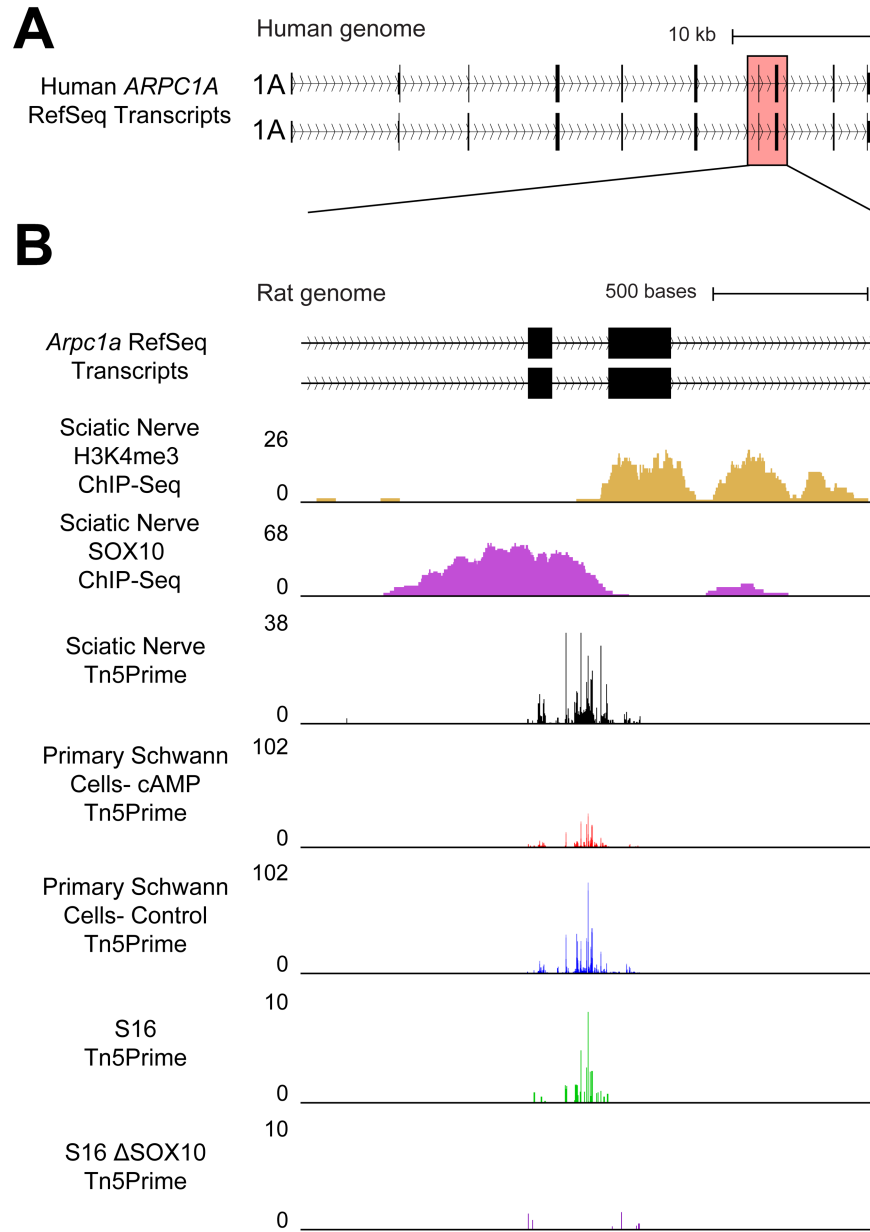 A
Human genome
10 kb
Human ARPC1A
RefSeq Transcripts
1A
1A
B
Rat genome
500 bases
Arpc1a RefSeq
Transcripts
Sciatic Nerve
H3K4me3
ChIP-Seq
26
0
Sciatic Nerve
SOX10
ChIP-Seq
68
0
Sciatic Nerve
Tn5Prime
38
0
Primary Schwann
Cells- cAMP
Tn5Prime
102
0
Primary Schwann
Cells- Control
Tn5Prime
102
0
S16
Tn5Prime
10
0
S16 ΔSOX10
Tn5Prime
10
0